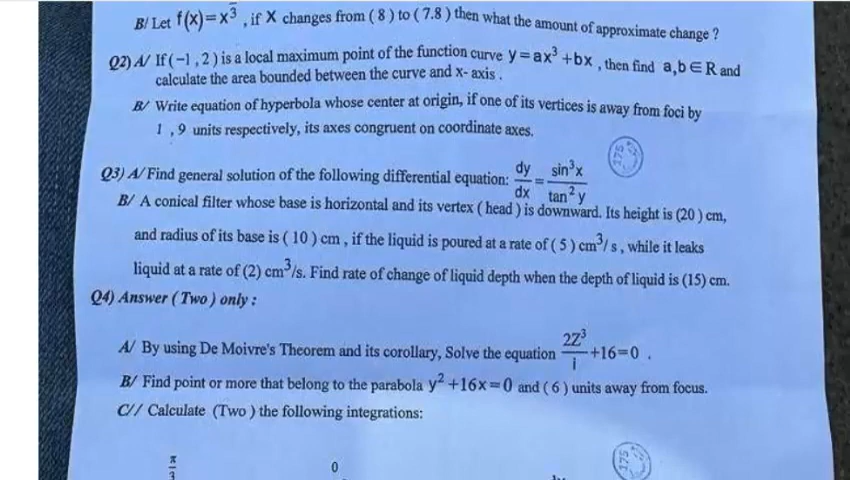 B/ Let f(x)=x^3 , if X changes from ( 8 ) to ( 7.8 ) then what the amount of approximate change ?
Q2) A/ If (−1 , 2 ) is a local maximum point of the function curve y = ax³ +bx , then find a,b∈R and
calculate the area bounded between the curve and x- axis .
B/ Write equation of hyperbola whose center at origin, if one of its vertices is away from foci by
1 , 9 units respectively, its axes congruent on coordinate axes.
175
Q3) A/ Find general solution of the following differential equation: dy/dx = sin³x/tan² y
B/ A conical filter whose base is horizontal and its vertex ( head ) is downward. Its height is (20 ) cm,
and radius of its base is ( 10 ) cm , if the liquid is poured at a rate of ( 5 ) cm³/ s , while it leaks
liquid at a rate of (2) cm³/s. Find rate of change of liquid depth when the depth of liquid is (15) cm.
Q4) Answer ( Two ) only :
A/ By using De Moivre's Theorem and its corollary, Solve the equation 2Z³/i +16=0 .
B/ Find point or more that belong to the parabola y² +16x = 0 and ( 6 ) units away from focus.
C// Calculate (Two ) the following integrations:
π/3 0
175